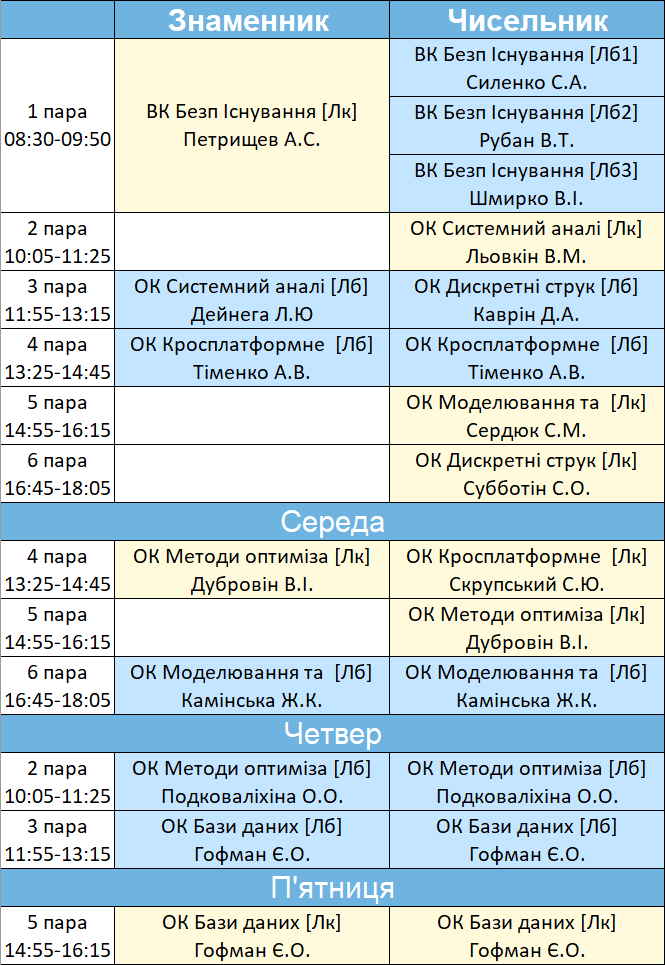 Знаменник Чисельник
1 пара
08:30-09:50
ВК Безп Існування [Лк]
Петрищев А.С.
ВК Безп Існування [Лб1]
Силенко С.А.
ВК Безп Існування [Лб2]
Рубан В.Т.
ВК Безп Існування [Лб3]
Шмирко В.І.
2 пара
10:05-11:25
ОК Системний аналі [Лк]
Льовкін В.М.
3 пара
11:55-13:15
ОК Системний аналі [Лб]
Дейнега Л.Ю
ОК Дискретні струк [Лб]
Каврін Д.А.
4 пара
13:25-14:45
ОК Кросплатформне [Лб]
Тіменко А.В.
ОК Кросплатформне [Лб]
Тіменко А.В.
5 пара
14:55-16:15
ОК Моделювання та [Лк]
Сердюк С.М.
6 пара
16:45-18:05
ОК Дискретні струк [Лк]
Субботін С.О.
Середа
4 пара
13:25-14:45
ОК Методи оптиміза [Лк]
Дубровін В.І.
ОК Кросплатформне [Лк]
Скрупський С.Ю.
5 пара
14:55-16:15
ОК Методи оптиміза [Лк]
Дубровін В.І.
6 пара
16:45-18:05
ОК Моделювання та [Лб]
Камінська Ж.К.
ОК Моделювання та [Лб]
Камінська Ж.К.
Четвер
2 пара
10:05-11:25
ОК Методи оптиміза [Лб]
Подковаліхіна О.О.
ОК Методи оптиміза [Лб]
Подковаліхіна О.О.
3 пара
11:55-13:15
ОК Бази даних [Лб]
Гофман Є.О.
ОК Бази даних [Лб]
Гофман Є.О.
П'ятниця
5 пара
14:55-16:15
ОК Бази даних [Лк]
Гофман Є.О.
ОК Бази даних [Лк]
Гофман Є.О.